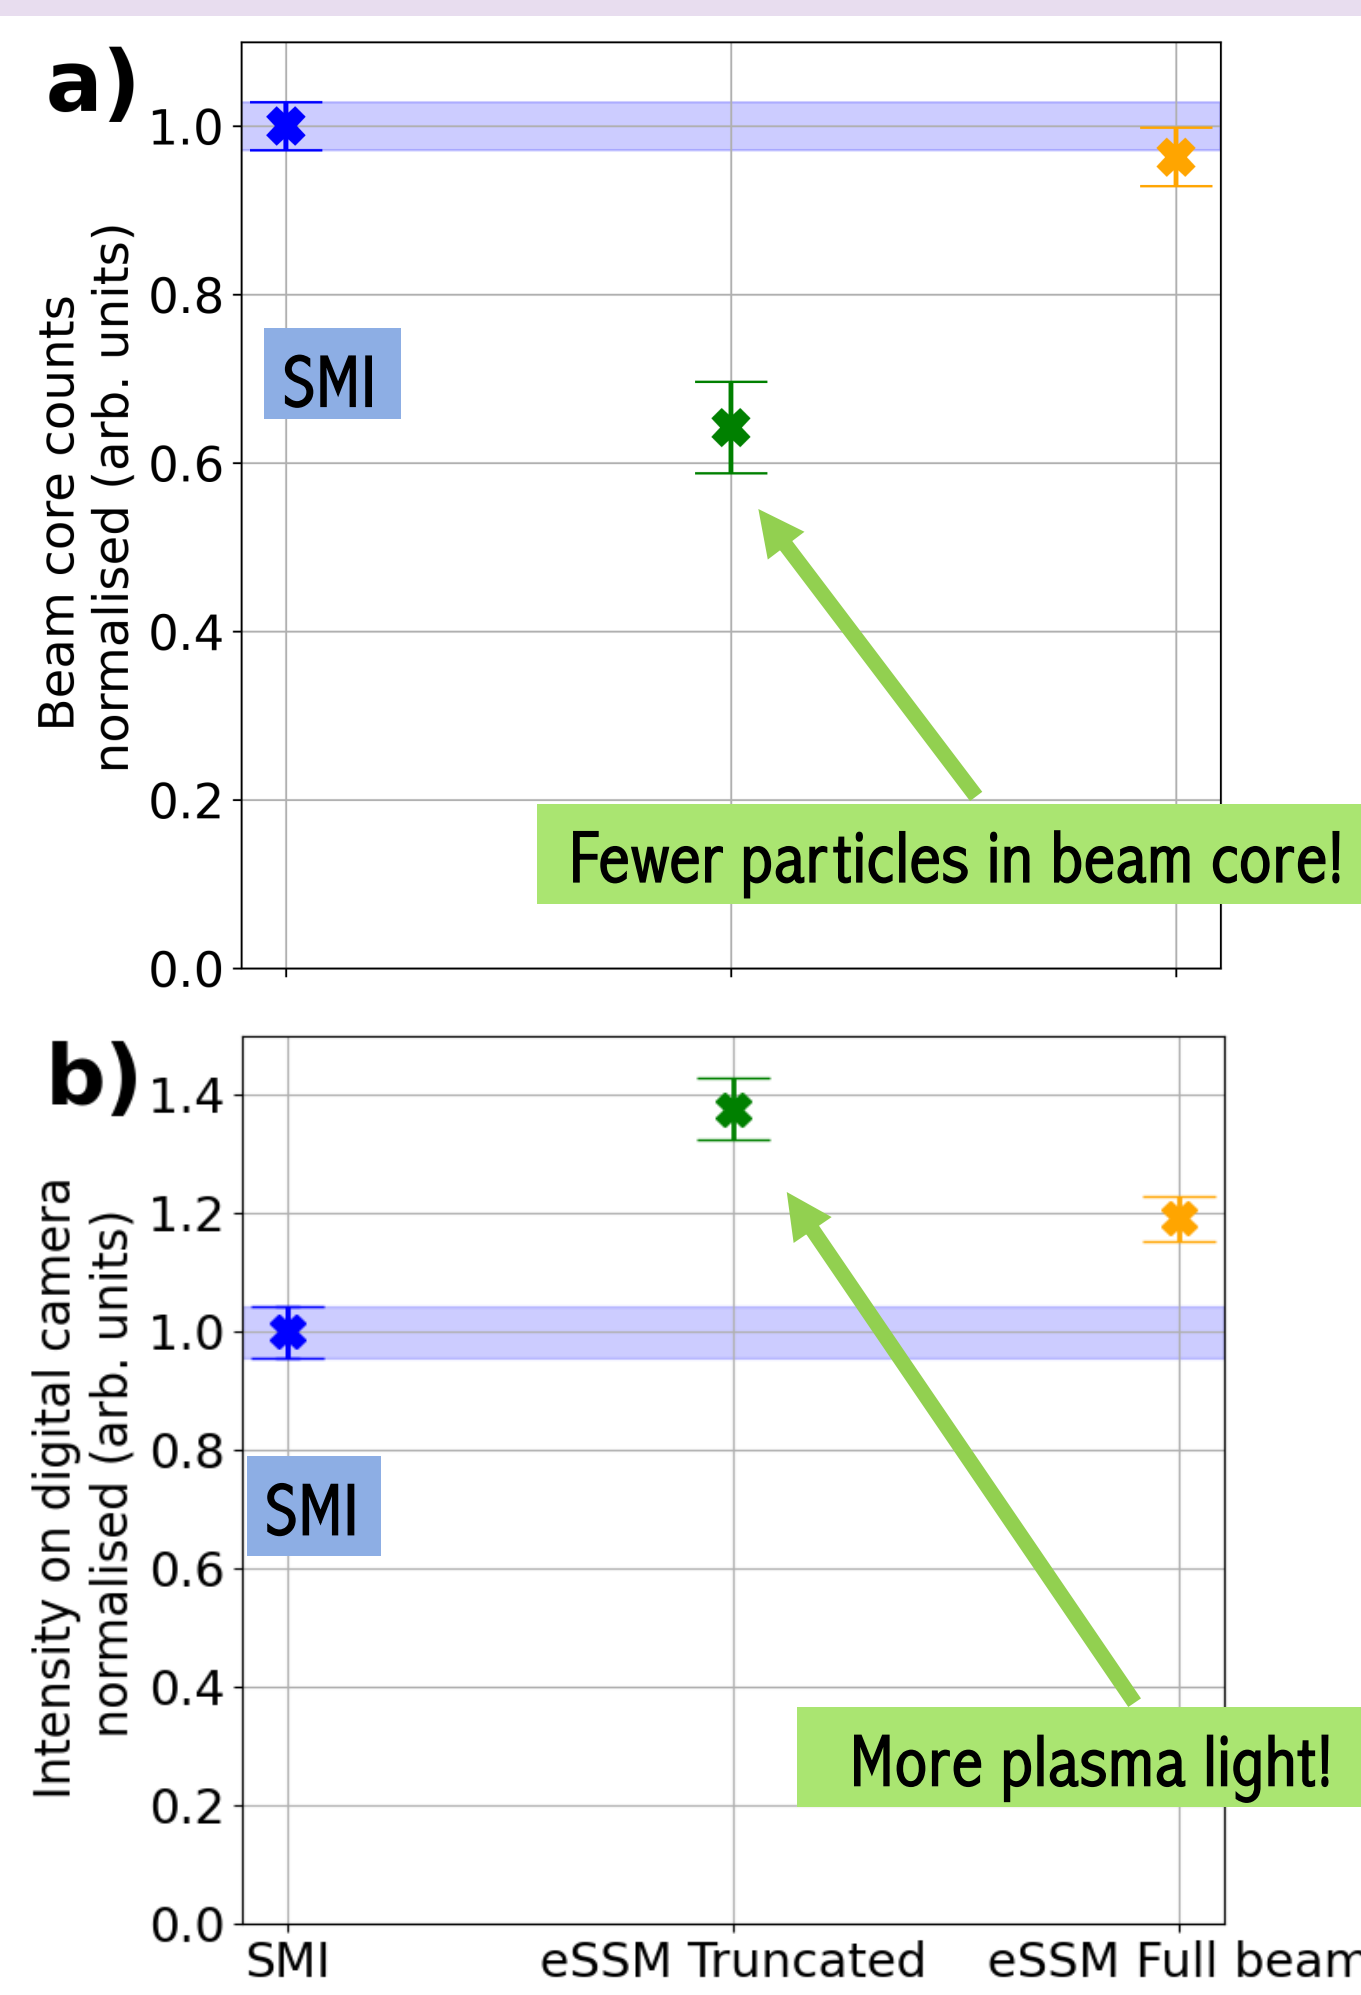 a)
1.0
0.8
0.6
0.4
0.2
0.0
Beam core counts
normalised (arb. units)
SMI
Fewer particles in beam core!
b)
1.4
1.2
1.0
0.8
0.6
0.4
0.2
0.0
Intensity on digital camera
normalised (arb. units)
SMI
More plasma light!
SMI
eSSM Truncated
eSSM Full beam